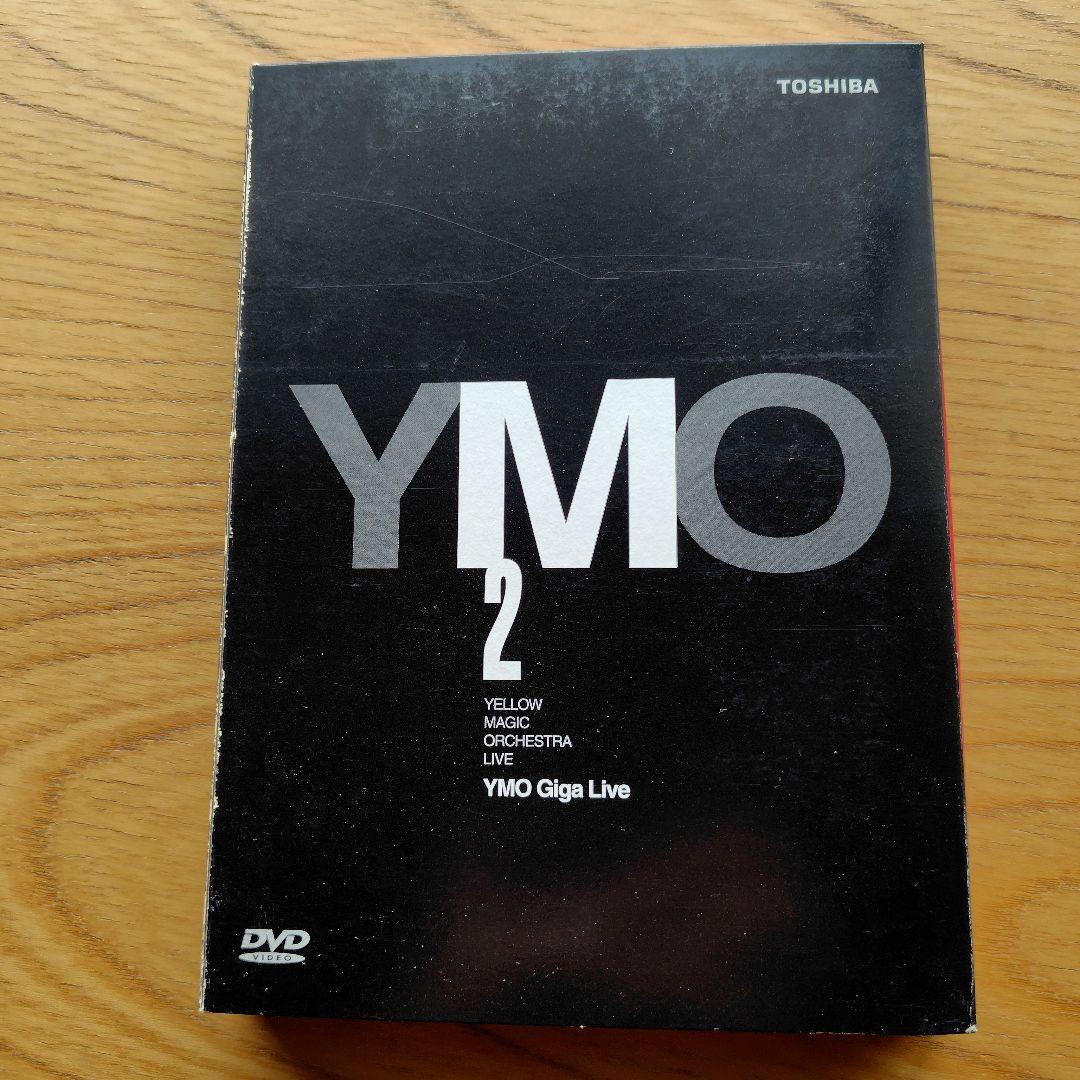 TOSHIBA
YMO
2
YELLOW
MAGIC
ORCHESTRA
LIVE
YMO Giga Live
DVD
VIDEO